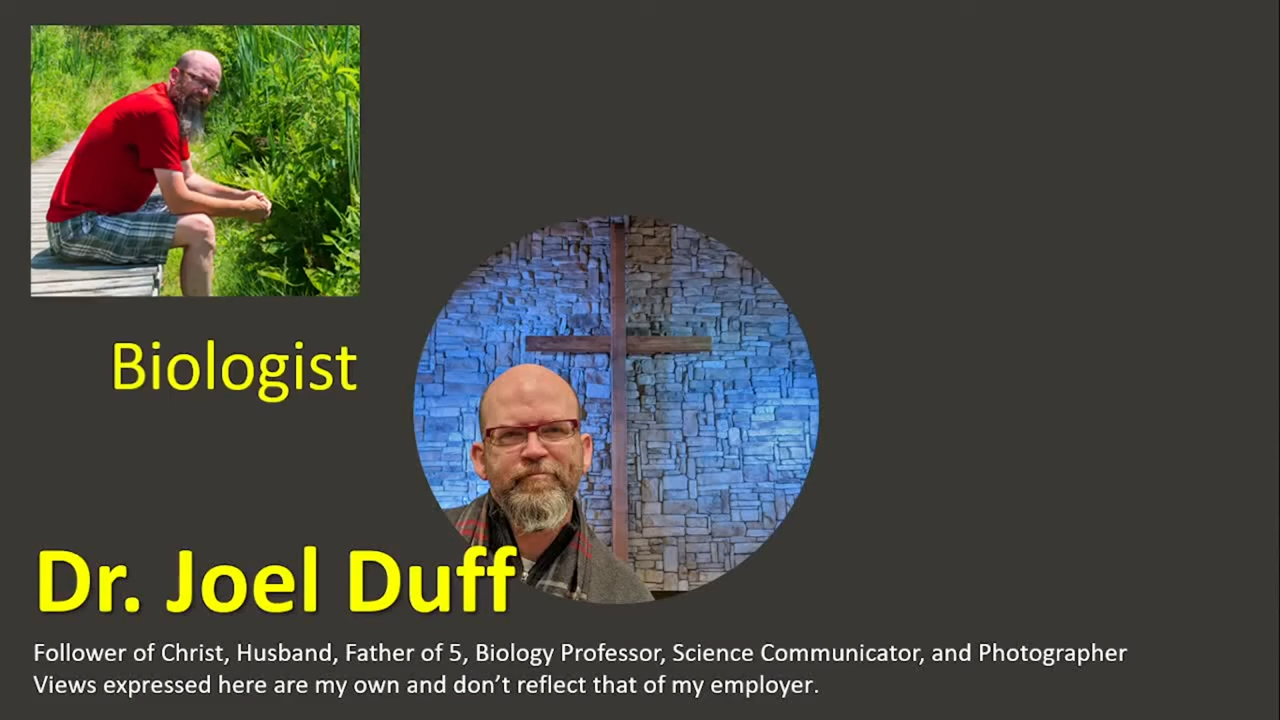 Biologist
Dr. Joel Duff
Follower of Christ, Husband, Father of 5, Biology Professor, Science Communicator, and Photographer
Views expressed here are my own and don’t reflect that of my employer.